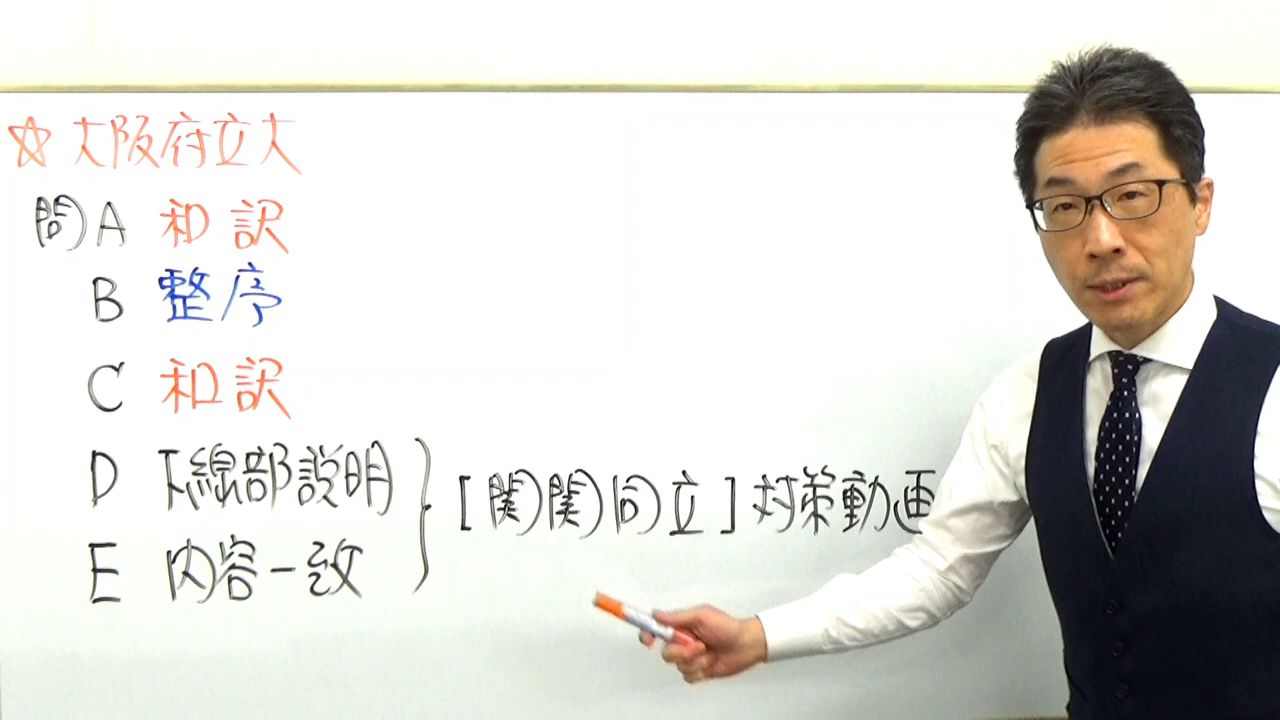 ☆ 大阪府立大
問) A 和訳
B 整序
C 和訳
D 下線部説明
E 内容一致
} [関関同立] 対策動画